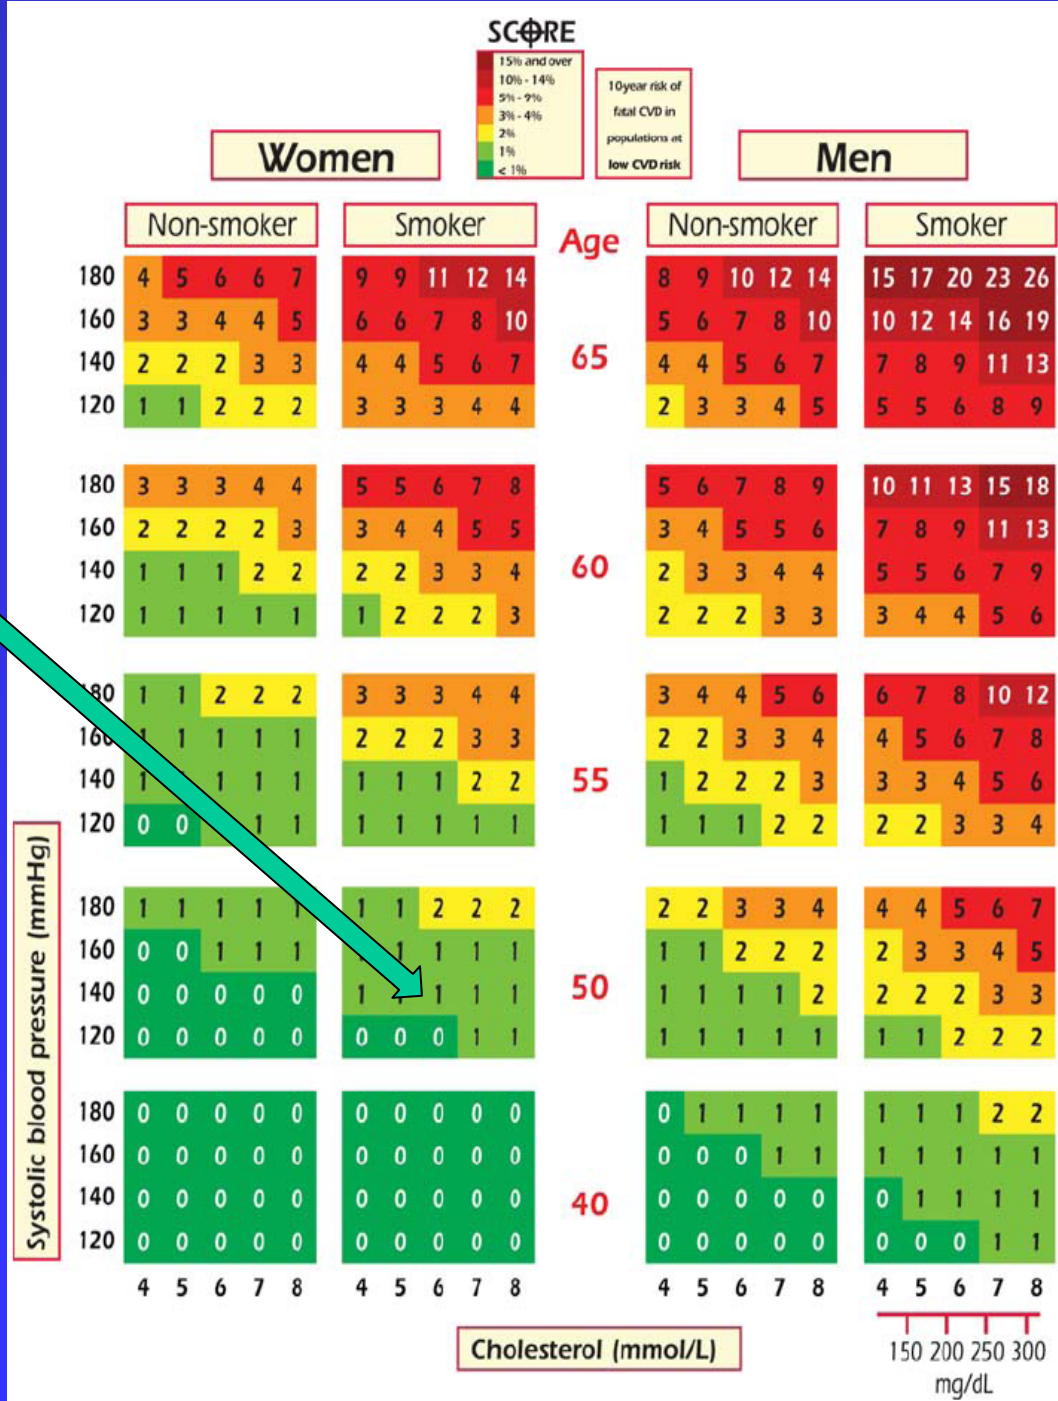 SCORE
15% and over
10% - 14%
5% - 9%
3% - 4%
2%
1%
< 1%
10 year risk of
fatal CVD in
populations at
low CVD risk
Women
Men
Non-smoker Smoker Age Non-smoker Smoker
180 4 5 6 6 7 9 9 11 12 14 8 9 10 12 14 15 17 20 23 26
160 3 3 4 4 5 6 6 7 8 10 5 6 7 8 10 10 12 14 16 19
65
140 2 2 2 3 3 4 4 5 6 7 4 4 5 6 7 7 8 9 11 13
120 1 1 2 2 2 3 3 3 4 4 2 3 3 4 5 5 5 6 8 9
180 3 3 3 4 4 5 5 6 7 8 5 6 7 8 9 10 11 13 15 18
160 2 2 2 2 3 3 4 4 5 5 3 4 5 5 6 7 8 9 11 13
60
140 1 1 1 2 2 2 2 3 3 4 2 3 3 4 4 5 5 6 7 9
120 1 1 1 1 1 1 2 2 2 3 2 2 2 3 3 3 4 4 5 6
180 1 1 2 2 2 3 3 3 4 4 3 4 4 5 6 6 7 8 10 12
160 1 1 1 1 1 2 2 2 3 3 2 2 3 3 4 4 5 6 7 8
55
140 1 1 1 1 1 1 1 2 2 1 2 2 2 3 3 3 4 5 6
120 0 0 1 1 1 1 1 1 1 1 1 1 2 2 2 2 3 3 4
180 1 1 1 1 1 1 1 2 2 2 2 2 3 3 4 4 4 5 6 7
160 0 0 1 1 1 1 1 1 1 1 1 2 2 2 2 3 3 4 5
50
140 0 0 0 0 0 1 1 1 1 1 1 1 1 1 2 2 2 2 3 3
120 0 0 0 0 0 0 0 0 1 1 1 1 1 1 1 1 1 2 2 2
180 0 0 0 0 0 0 0 0 0 0 0 1 1 1 1 1 1 1 2 2
160 0 0 0 0 0 0 0 0 0 0 0 0 0 1 1 1 1 1 1 1
40
140 0 0 0 0 0 0 0 0 0 0 0 0 0 0 0 0 1 1 1 1
120 0 0 0 0 0 0 0 0 0 0 0 0 0 0 0 0 0 0 1 1
4 5 6 7 8 4 5 6 7 8 4 5 6 7 8 4 5 6 7 8
Systolic blood pressure (mmHg)
Cholesterol (mmol/L)
150 200 250 300
mg/dL